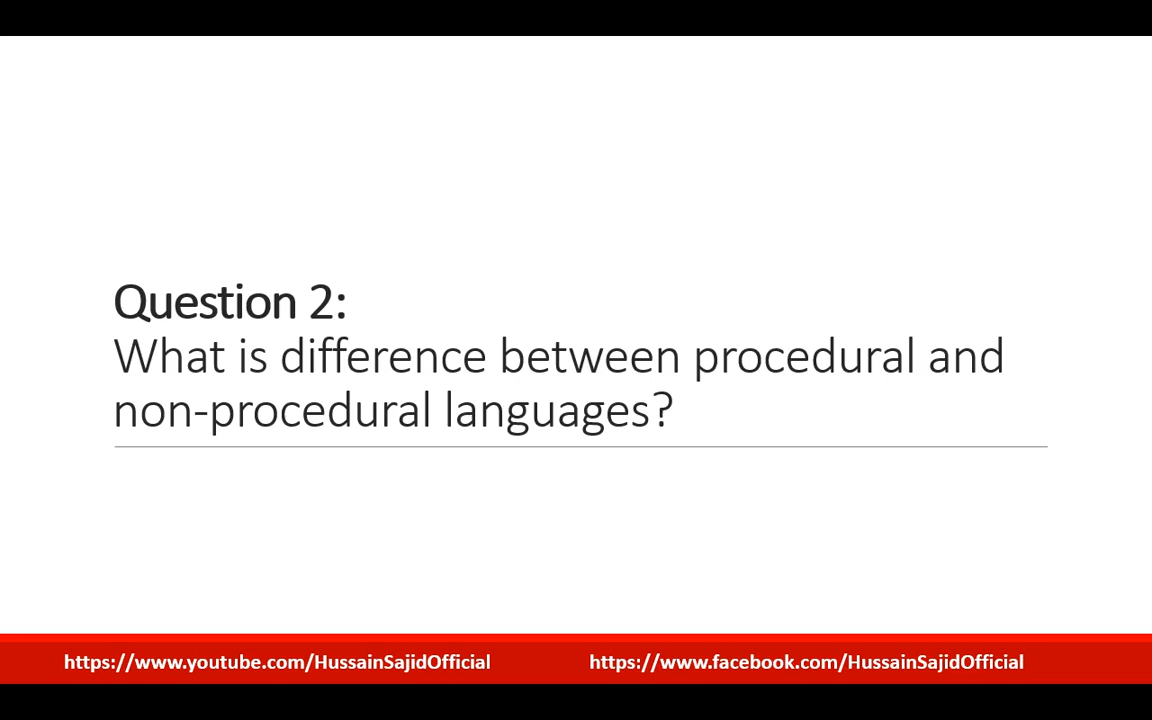 Question 2:
What is difference between procedural and
non-procedural languages?
https://www.youtube.com/HussainSajidOfficial
https://www.facebook.com/HussainSajidOfficial